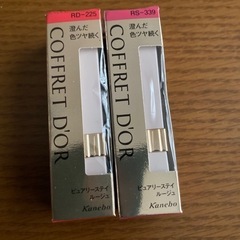 RD-225
澄んだ
色ツヤ続く
COFFRET D'OR
ピュアリーステイ
ルージュ
Kanebo
RS-339
澄んだ
色ツヤ続く
COFFRET D'OR
ピュアリーステイ
ルージュ
Kanebo